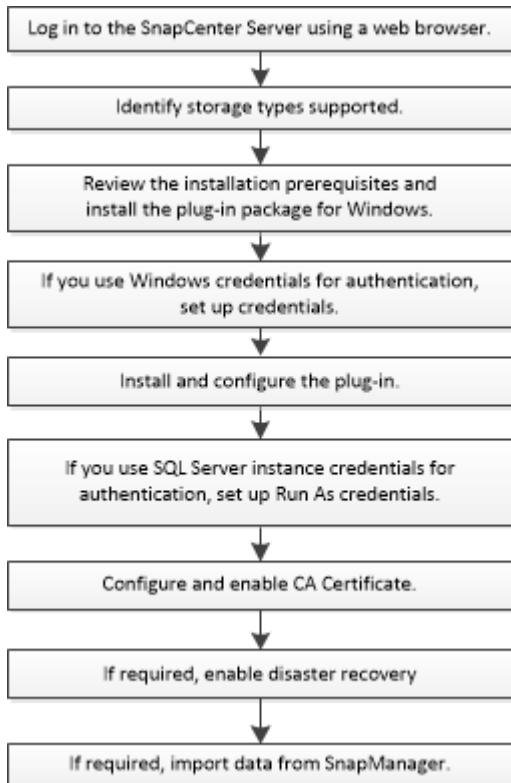 Log in to the SnapCenter Server using a web browser.
Identify storage types supported.
Review the installation prerequisites and
install the plug-in package for Windows.
If you use Windows credentials for authentication,
set up credentials.
Install and configure the plug-in.
If you use SQL Server instance credentials for
authentication, set up Run As credentials.
Configure and enable CA Certificate.
If required, enable disaster recovery
If required, import data from SnapManager.